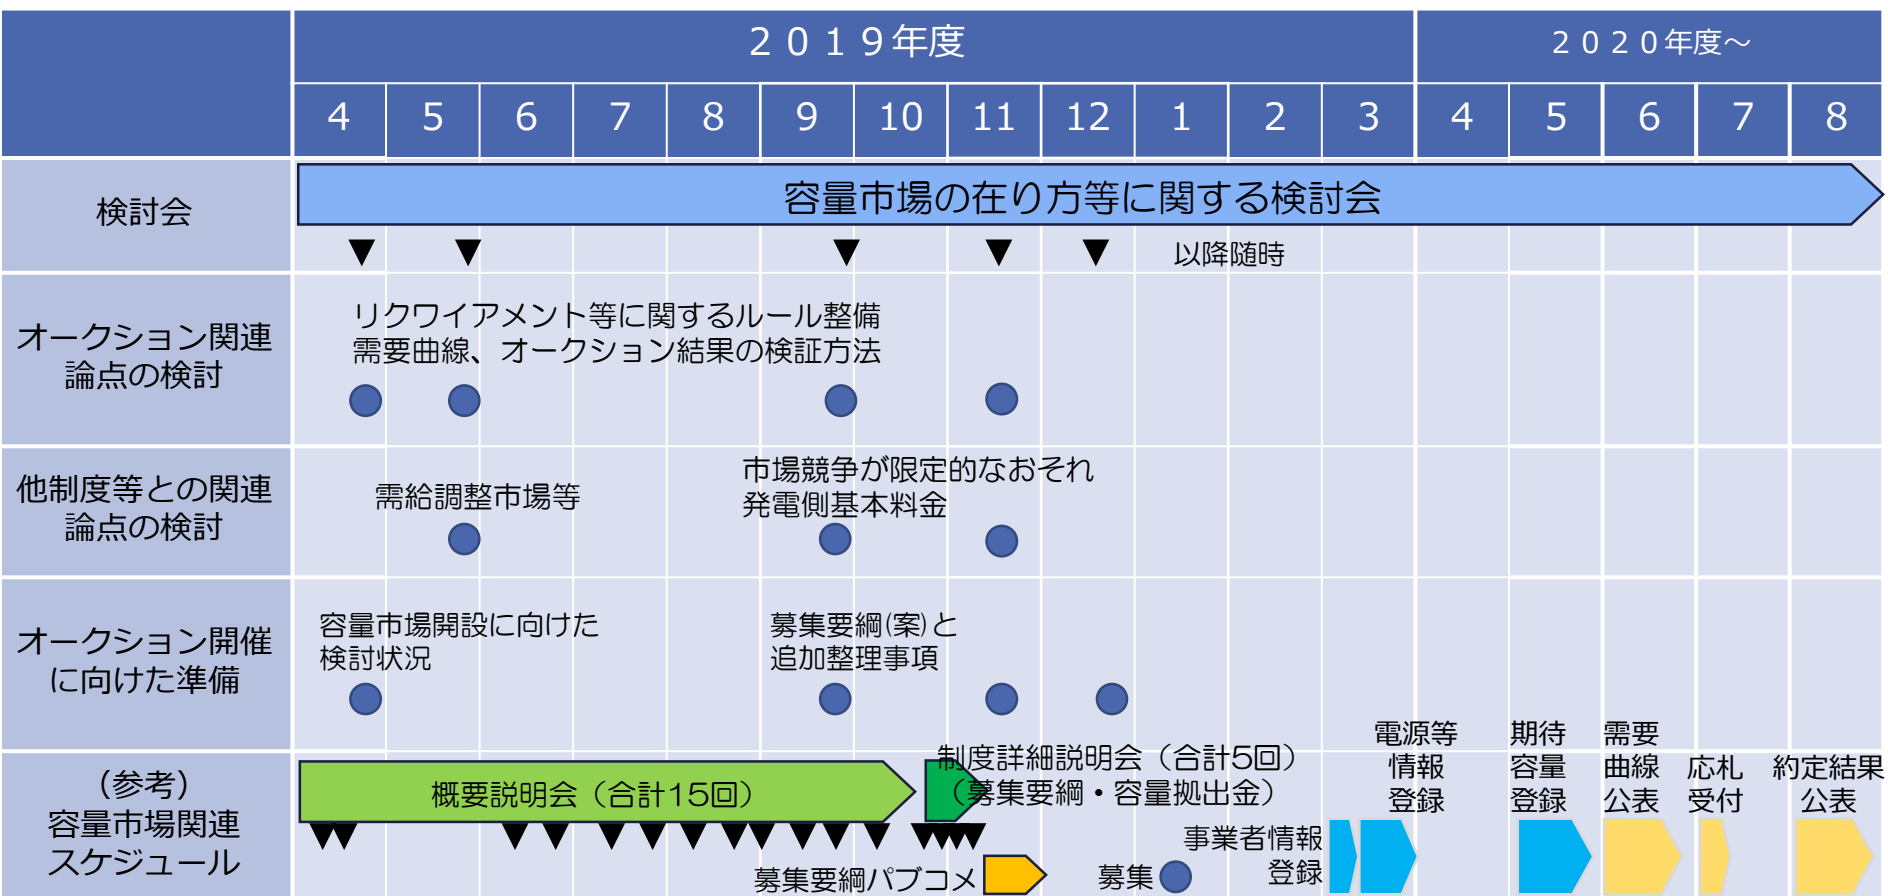 ２０１９年度
２０２０年度～
4 5 6 7 8 9 10 11 12 1 2 3 4 5 6 7 8
検討会
容量市場の在り方等に関する検討会
以降随時
オークション関連
論点の検討
リクワイアメント等に関するルール整備
需要曲線、オークション結果の検証方法
他制度等との関連
論点の検討
需給調整市場等
市場競争が限定的なおそれ
発電側基本料金
オークション開催
に向けた準備
容量市場開設に向けた
検討状況
募集要綱(案)と
追加整理事項
（参考）
容量市場関連
スケジュール
概要説明会（合計15回）
制度詳細説明会（合計5回）
（募集要綱・容量拠出金）
募集要綱パブコメ
募集
事業者情報
登録
電源等
情報
登録
期待
容量
登録
需要
曲線
公表
応札
受付
約定結果
公表